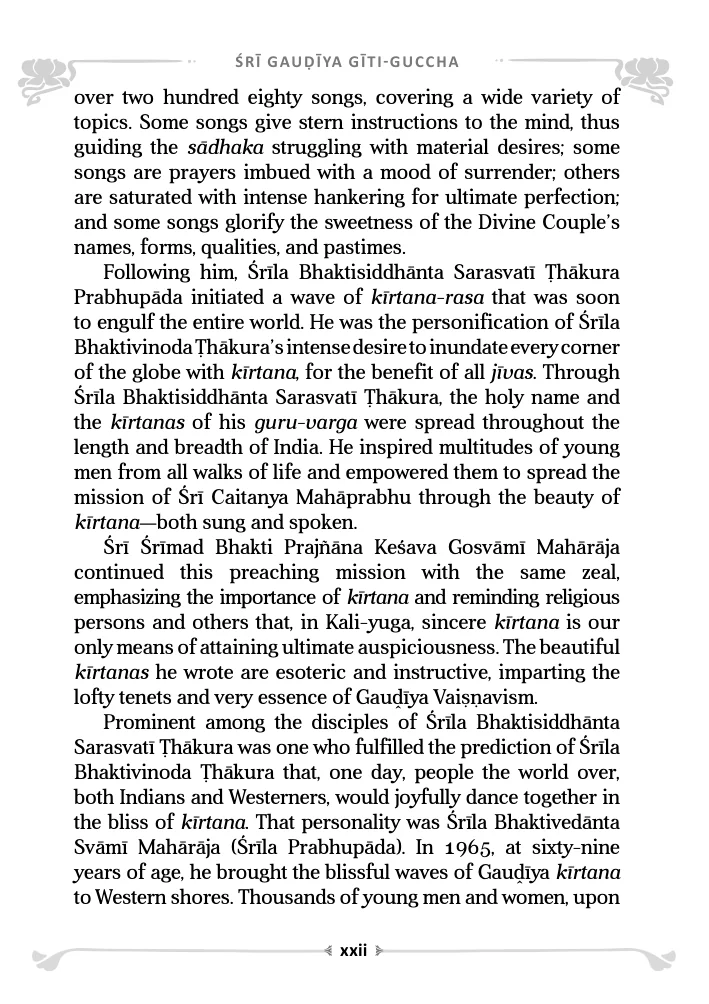 ŚRĪ GAUḌĪYA GĪTI-GUCCHA
over two hundred eighty songs, covering a wide variety of
topics. Some songs give stern instructions to the mind, thus
guiding the sādhaka struggling with material desires; some
songs are prayers imbued with a mood of surrender; others
are saturated with intense hankering for ultimate perfection;
and some songs glorify the sweetness of the Divine Couple's
names, forms, qualities, and pastimes.
Following him, Śrīla Bhaktisiddhānta Sarasvatī Ṭhākura
Prabhupāda initiated a wave of kīrtana-rasa that was soon
to engulf the entire world. He was the personification of Śrīla
Bhaktivinoda Ṭhākura's intense desire to inundate every corner
of the globe with kīrtana, for the benefit of all jīvas. Through
Śrīla Bhaktisiddhānta Sarasvatī Ṭhākura, the holy name and
the kīrtanas of his guru-varga were spread throughout the
length and breadth of India. He inspired multitudes of young
men from all walks of life and empowered them to spread the
mission of Śrī Caitanya Mahāprabhu through the beauty of
kīrtana—both sung and spoken.
Śrī Śrīmad Bhakti Prajñāna Keśava Gosvāmī Mahārāja
continued this preaching mission with the same zeal,
emphasizing the importance of kīrtana and reminding religious
persons and others that, in Kali-yuga, sincere kīrtana is our
only means of attaining ultimate auspiciousness. The beautiful
kīrtanas he wrote are esoteric and instructive, imparting the
lofty tenets and very essence of Gauḍīya Vaiṣṇavism.
Prominent among the disciples of Śrīla Bhaktisiddhānta
Sarasvatī Ṭhākura was one who fulfilled the prediction of Śrīla
Bhaktivinoda Ṭhākura that, one day, people the world over,
both Indians and Westerners, would joyfully dance together in
the bliss of kīrtana. That personality was Śrīla Bhaktivedānta
Svāmī Mahārāja (Śrīla Prabhupāda). In 1965, at sixty-nine
years of age, he brought the blissful waves of Gauḍīya kīrtana
to Western shores. Thousands of young men and women, upon
xxii